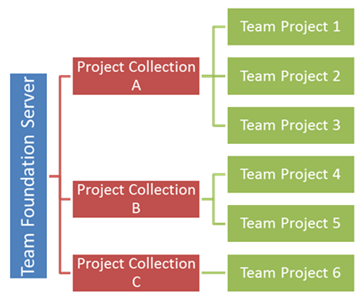 Team Foundation Server
Project Collection
A
Team Project 1
Team Project 2
Team Project 3
Project Collection
B
Team Project 4
Team Project 5
Project Collection
C
Team Project 6